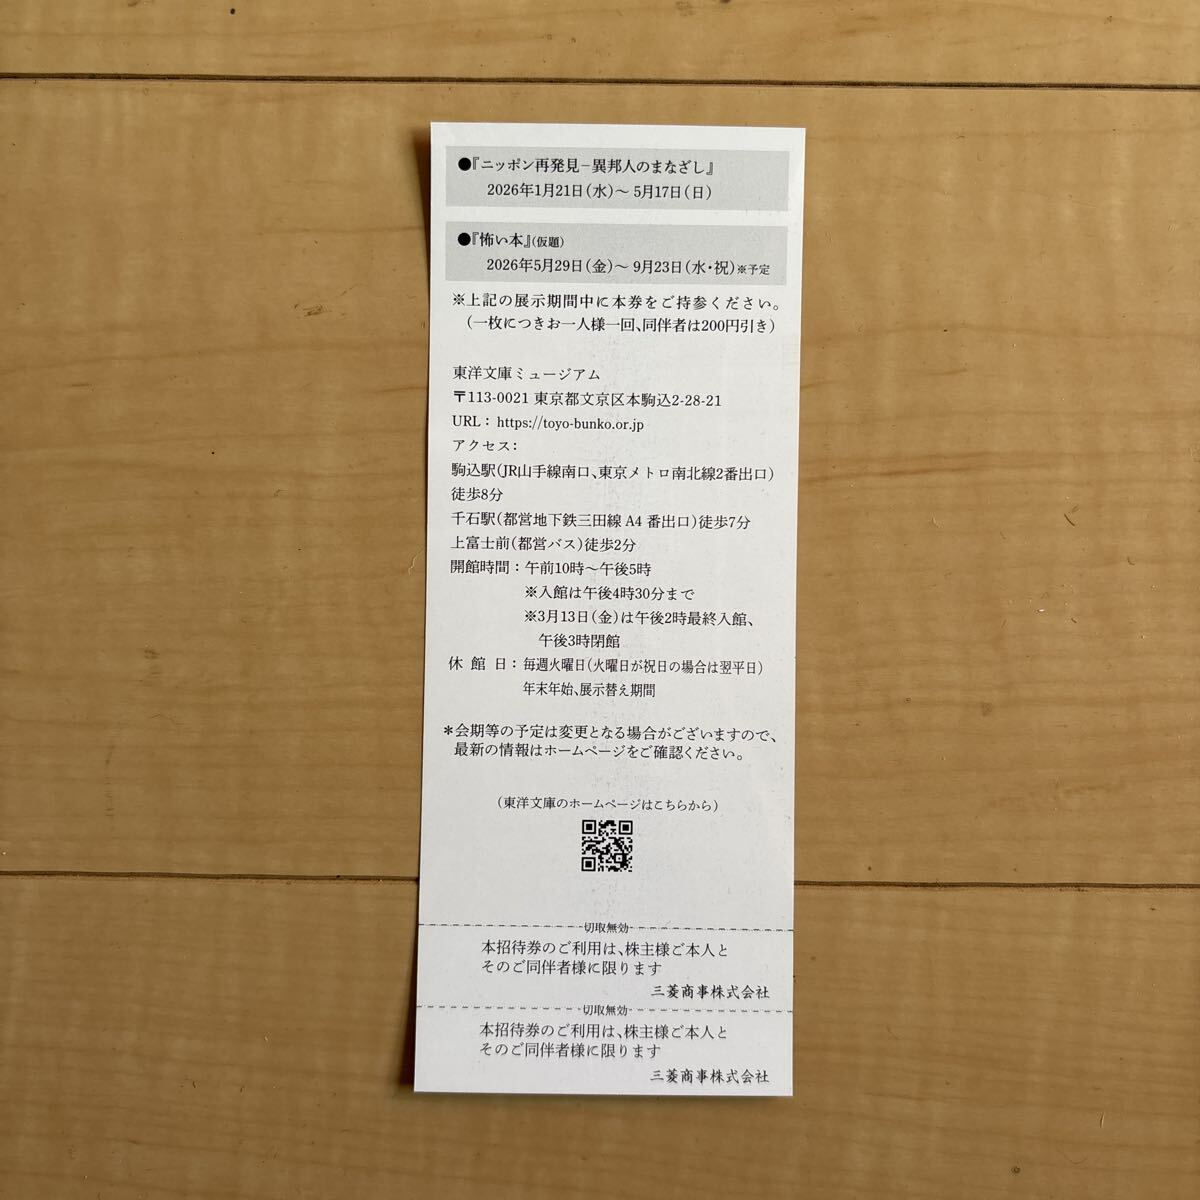 ●『ニッポン再発見－異邦人のまなざし』
2026年1月21日(水)～ 5月17日(日)
●『怖い本』(仮題)
2026年5月29日(金)～ 9月23日(水・祝)※予定
※上記の展示期間中に本券をご持参ください。
(一枚につきお一人様一回、同伴者は200円引き)
東洋文庫ミュージアム
〒113-0021 東京都文京区本駒込2-28-21
URL： https://toyo-bunko.or.jp
アクセス：
駒込駅(JR山手線南口、東京メトロ南北線2番出口)
徒歩8分
千石駅(都営地下鉄三田線 A4 番出口)徒歩7分
上富士前(都営バス)徒歩2分
開館時間：午前10時～午後5時
※入館は午後4時30分まで
※3月13日(金)は午後2時最終入館、
午後3時閉館
休 館 日：毎週火曜日(火曜日が祝日の場合は翌平日)
年末年始、展示替え期間
＊会期等の予定は変更となる場合がございますので、
最新の情報はホームページをご確認ください。
(東洋文庫のホームページはこちらから)
切取無効
本招待券のご利用は、株主様ご本人と
そのご同伴者様に限ります
三菱商事株式会社
切取無効
本招待券のご利用は、株主様ご本人と
そのご同伴者様に限ります
三菱商事株式会社